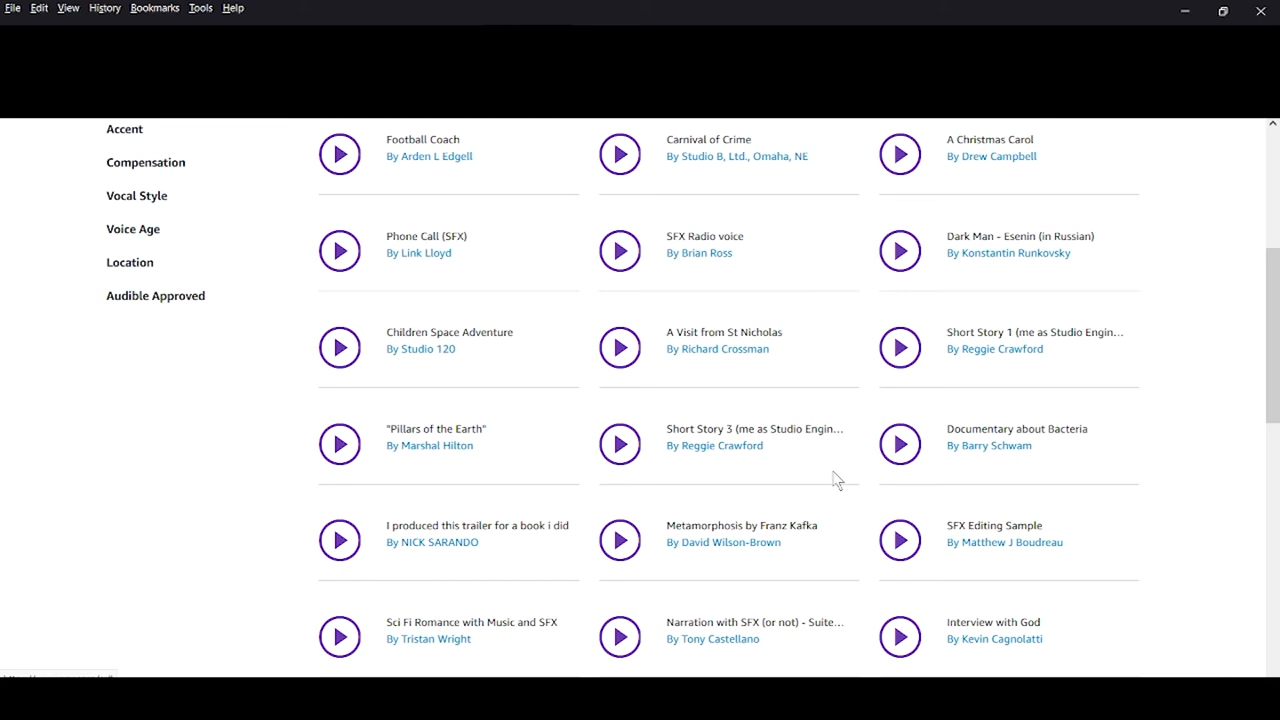 File Edit View History Bookmarks Tools Help
Accent
Compensation
Vocal Style
Voice Age
Location
Audible Approved
Football Coach
By Arden L Edgell
Carnival of Crime
By Studio B, Ltd., Omaha, NE
A Christmas Carol
By Drew Campbell
Phone Call (SFX)
By Link Lloyd
SFX Radio voice
By Brian Ross
Dark Man - Esenin (in Russian)
By Konstantin Runkovsky
Children Space Adventure
By Studio 120
A Visit from St Nicholas
By Richard Crossman
Short Story 1 (me as Studio Engin...
By Reggie Crawford
"Pillars of the Earth"
By Marshal Hilton
Short Story 3 (me as Studio Engin...
By Reggie Crawford
Documentary about Bacteria
By Barry Schwam
I produced this trailer for a book i did
By NICK SARANDO
Metamorphosis by Franz Kafka
By David Wilson-Brown
SFX Editing Sample
By Matthew J Boudreau
Sci Fi Romance with Music and SFX
By Tristan Wright
Narration with SFX (or not) - Suite...
By Tony Castellano
Interview with God
By Kevin Cagnolatti